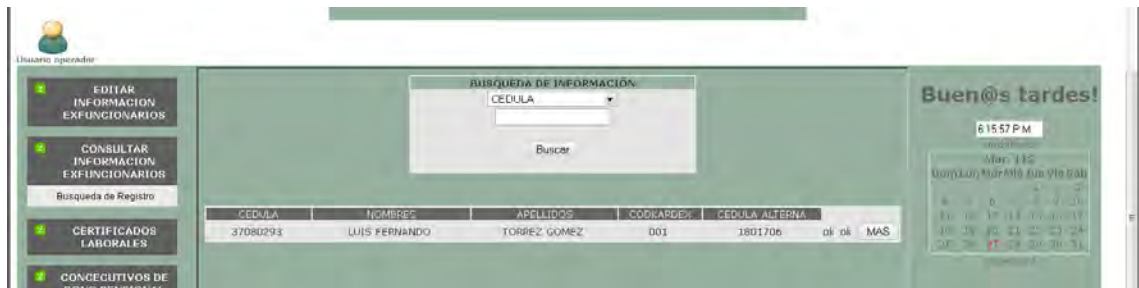 Usuario operador
EDITAR
INFORMACION
EXFUNCIONARIOS
CONSULTAR
INFORMACION
EXFUNCIONARIOS
Busqueda de Registro
CERTIFICADOS
LABORALES
CONCECUTIVOS DE
BUSQUEDA DE INFORMACIÓN
CEDULA
Buscar
CEDULA NOMBRES APELLIDOS CODKARDEX CEDULA ALTERNA
37080293 LUIS FERNANDO TORREZ GOMEZ 001 1801706 ok ok MAS
Buen@s tardes!
6:15:57 P M